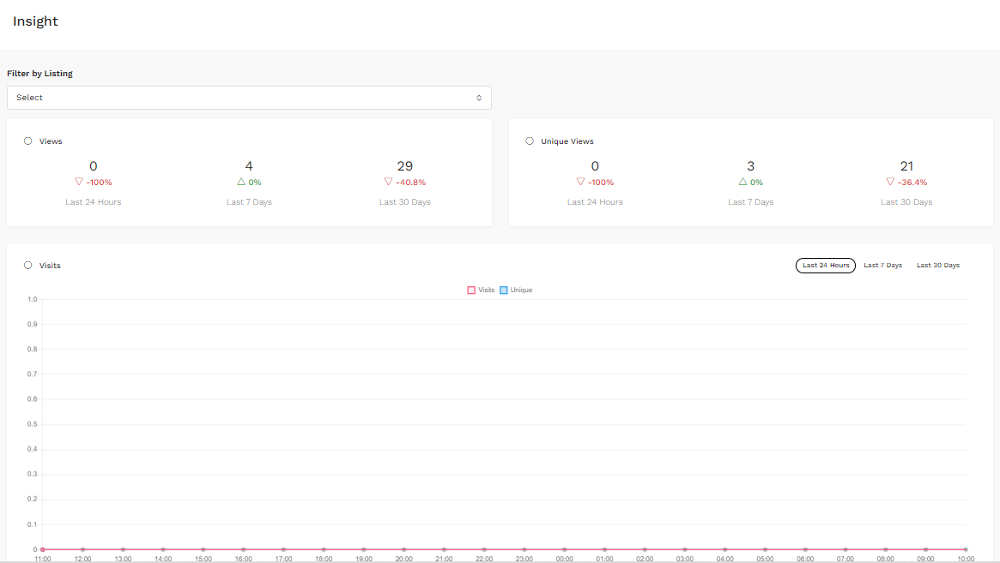 Insight
Filter by Listing
Select
Views
0 4 29
-100% 0% -40.8%
Last 24 Hours Last 7 Days Last 30 Days
Unique Views
0 3 21
-100% 0% -36.4%
Last 24 Hours Last 7 Days Last 30 Days
Visits
Last 24 Hours Last 7 Days Last 30 Days
Visits Unique
1.0
0.9
0.8
0.7
0.6
0.5
0.4
0.3
0.2
0.1
0
11:00 12:00 13:00 14:00 15:00 16:00 17:00 18:00 19:00 20:00 21:00 22:00 23:00 00:00 01:00 02:00 03:00 04:00 05:00 06:00 07:00 08:00 09:00 10:00